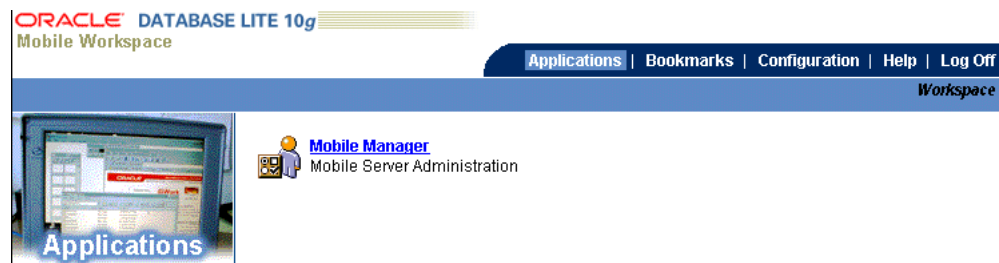 ORACLE DATABASE LITE 10g
Mobile Workspace
Applications | Bookmarks | Configuration | Help | Log Off
Workspace
Mobile Manager
Mobile Server Administration
ORACLE
Applications